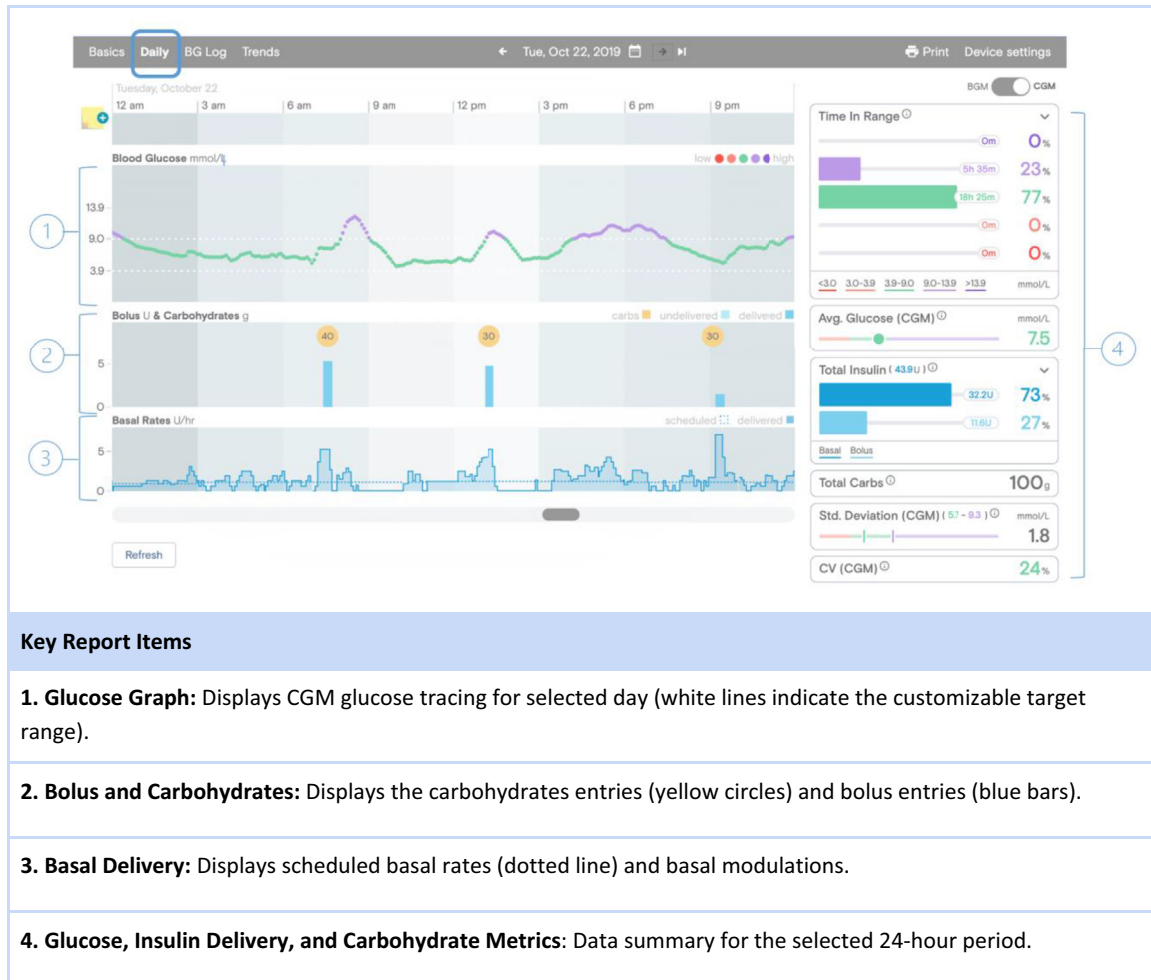 Basics Daily BG Log Trends Tue, Oct 22, 2019 Print Device settings
BGM CGM
Tuesday, October 22
12 am 3 am 6 am 9 am 12 pm 3 pm 6 pm 9 pm
Blood Glucose mmol/L low high
13.9
9.0
3.9
1
Bolus U & Carbohydrates g carbs undelivered delivered
40 30 30
5
0
2
Basal Rates U/hr scheduled delivered
5
0
3
Refresh
Time In Range
0m 0%
5h 35m 23%
18h 25m 77%
0m 0%
0m 0%
<3.0 3.0-3.9 3.9-9.0 9.0-13.9 >13.9 mmol/L
Avg. Glucose (CGM) mmol/L
7.5
Total Insulin (43.9U)
32.2U 73%
11.6U 27%
Basal Bolus
Total Carbs 100g
Std. Deviation (CGM) (5.7-9.3) mmol/L
1.8
CV (CGM) 24%
4
Key Report Items
1. Glucose Graph: Displays CGM glucose tracing for selected day (white lines indicate the customizable target
range).
2. Bolus and Carbohydrates: Displays the carbohydrates entries (yellow circles) and bolus entries (blue bars).
3. Basal Delivery: Displays scheduled basal rates (dotted line) and basal modulations.
4. Glucose, Insulin Delivery, and Carbohydrate Metrics: Data summary for the selected 24-hour period.